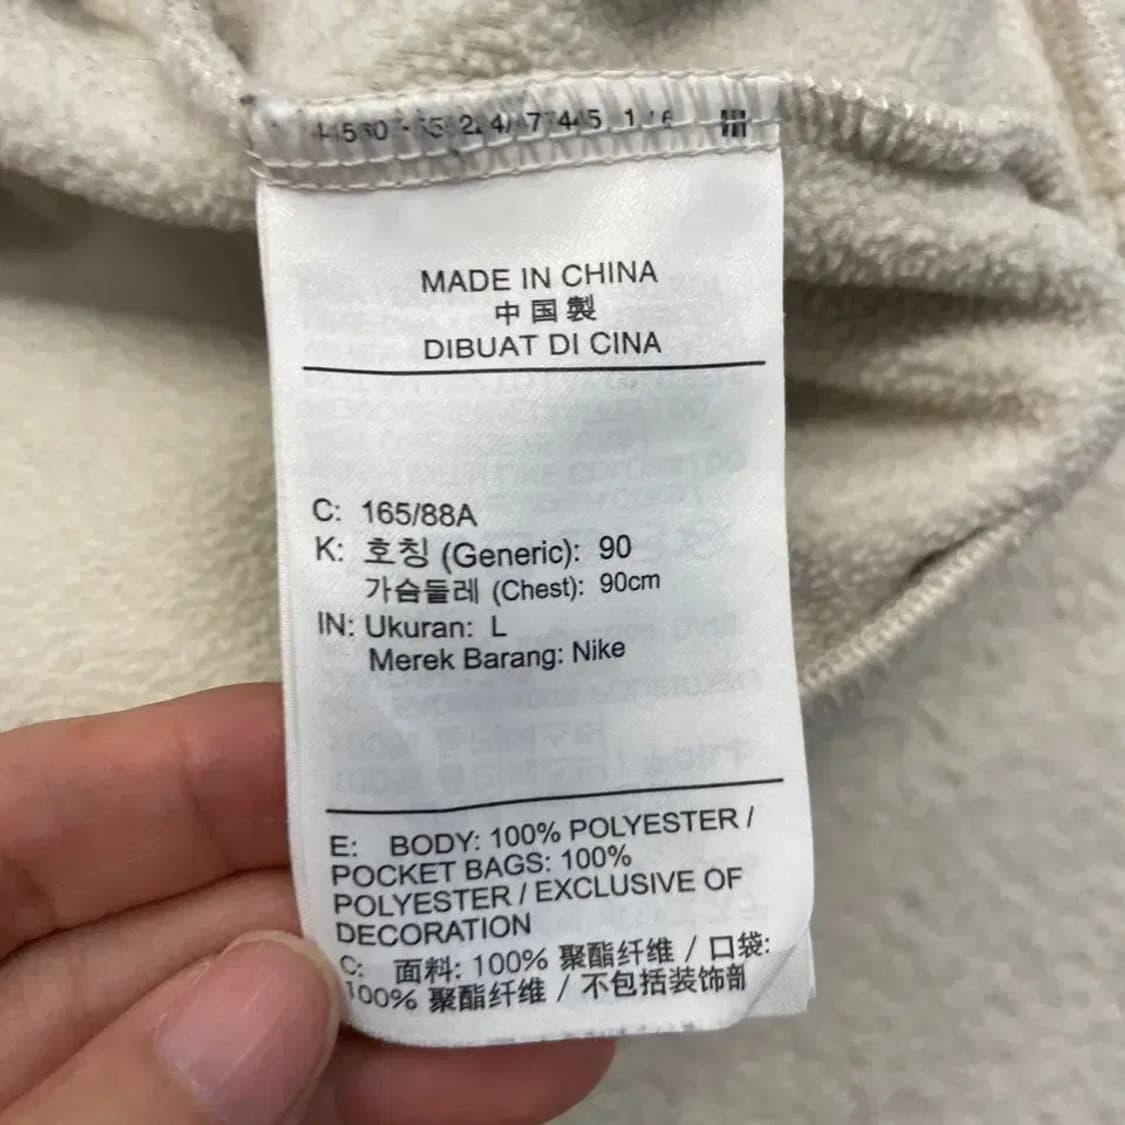 MADE IN CHINA
中国製
DIBUAT DI CINA
C: 165/88A
K: 호칭 (Generic): 90
가슴둘레 (Chest): 90cm
IN: Ukuran: L
Merek Barang: Nike
E: BODY: 100% POLYESTER /
POCKET BAGS: 100%
POLYESTER / EXCLUSIVE OF
DECORATION
C: 面料: 100% 聚酯纤维 / 口袋:
100% 聚酯纤维 / 不包括装饰部